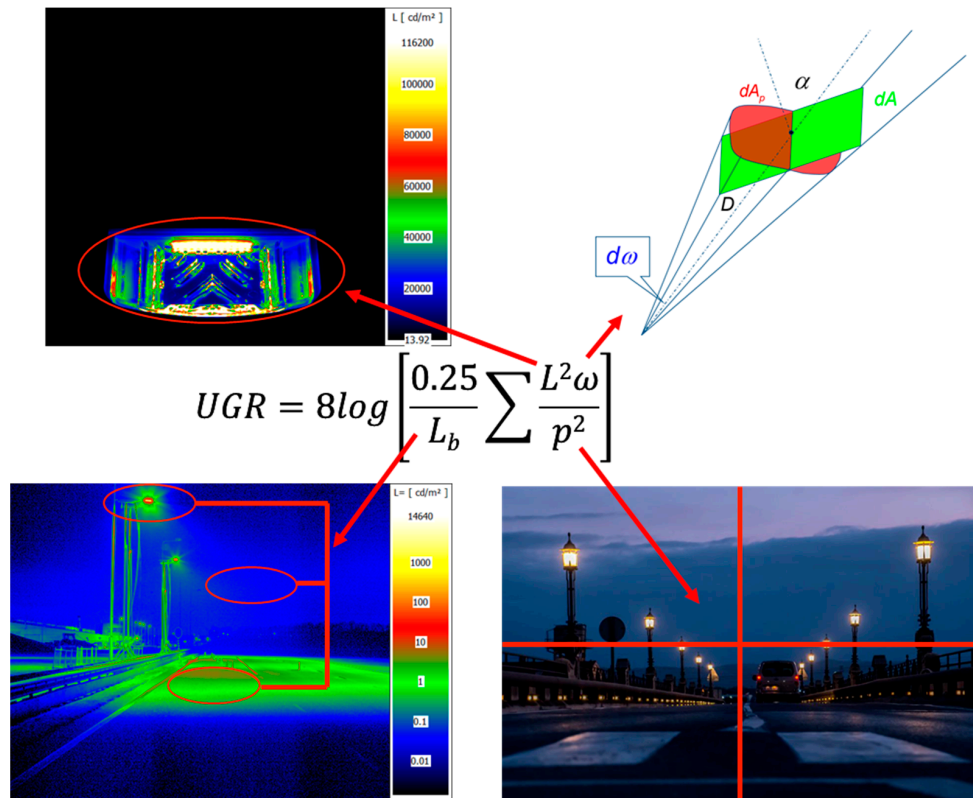 L [ cd/m² ]
116200
100000
80000
60000
40000
20000
13.92
α
dA_p
dA
D
dω
UGR = 8log[0.25/L_b ∑ L²ω/p²]
L= [ cd/m² ]
14640
1000
100
10
1
0.1
0.01